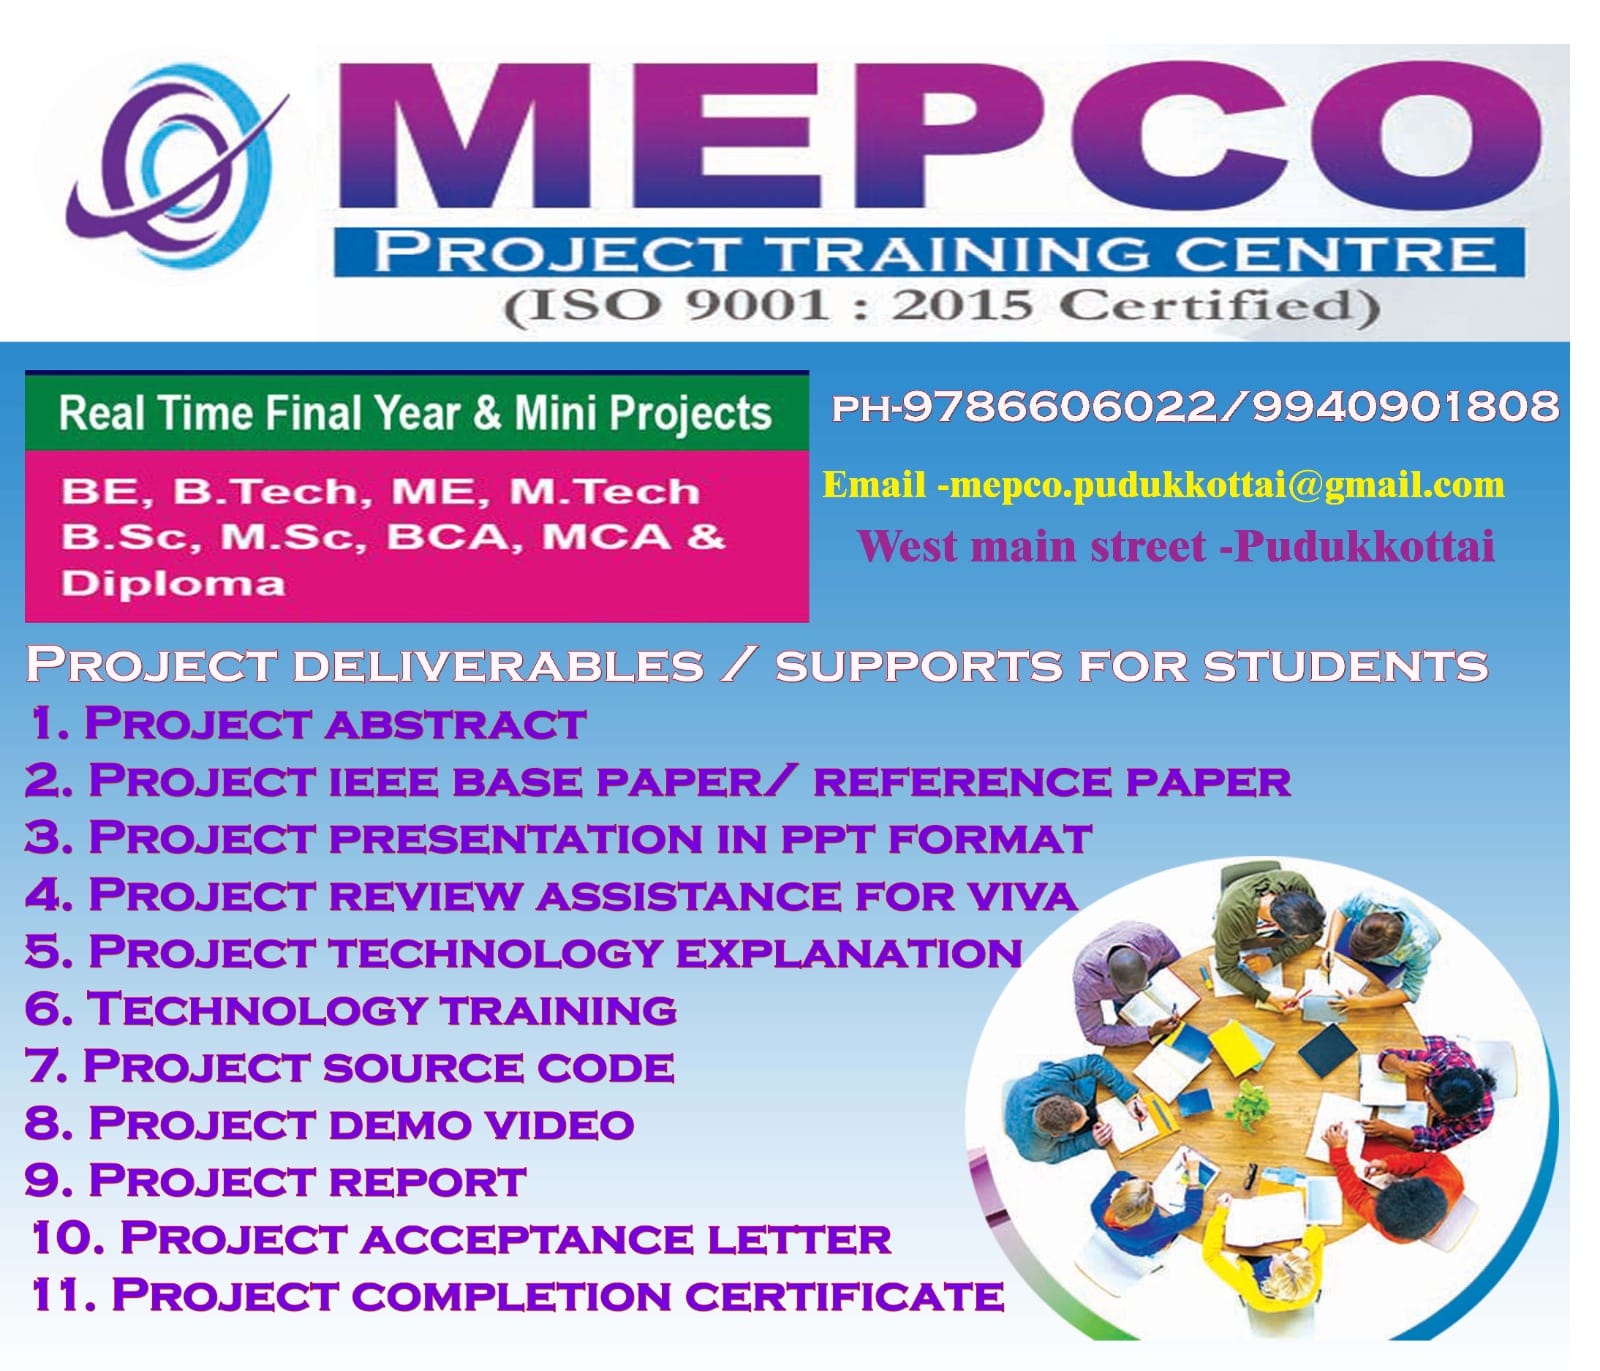 MEPCO
PROJECT TRAINING CENTRE
(ISO 9001 : 2015 Certified)
Real Time Final Year & Mini Projects
BE, B.Tech, ME, M.Tech
B.Sc, M.Sc, BCA, MCA &
Diploma
PH-9786606022/9940901808
Email -mepco.pudukkottai@gmail.com
West main street -Pudukkottai
PROJECT DELIVERABLES / SUPPORTS FOR STUDENTS
1. PROJECT ABSTRACT
2. PROJECT IEEE BASE PAPER/ REFERENCE PAPER
3. PROJECT PRESENTATION IN PPT FORMAT
4. PROJECT REVIEW ASSISTANCE FOR VIVA
5. PROJECT TECHNOLOGY EXPLANATION
6. TECHNOLOGY TRAINING
7. PROJECT SOURCE CODE
8. PROJECT DEMO VIDEO
9. PROJECT REPORT
10. PROJECT ACCEPTANCE LETTER
11. PROJECT COMPLETION CERTIFICATE